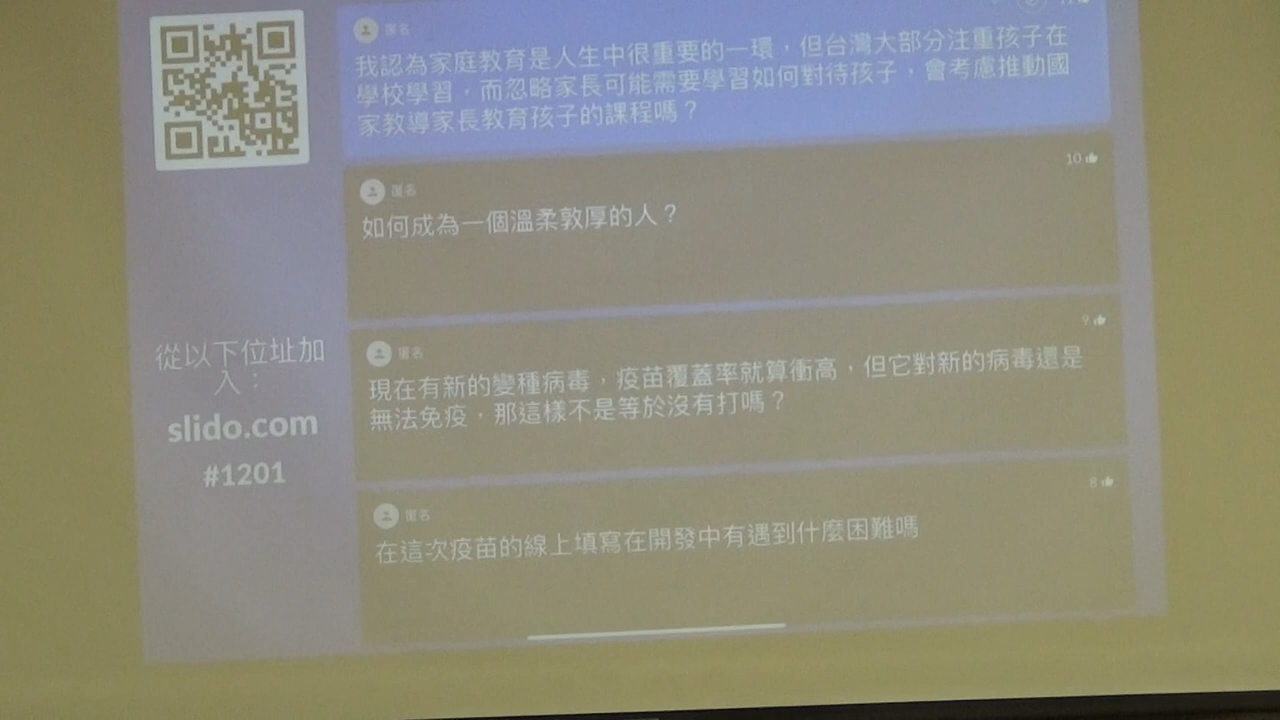 匿名
我認為家庭教育是人生中很重要的一環，但台灣大部分注重孩子在
學校學習，而忽略家長可能需要學習如何對待孩子，會考慮推動國
家教導家長教育孩子的課程嗎？
10
匿名
如何成為一個溫柔敦厚的人？
9
匿名
現在有新的變種病毒，疫苗覆蓋率就算衝高，但它對新的病毒還是
無法免疫，那這樣不是等於沒有打嗎？
8
匿名
在這次疫苗的線上填寫在開發中有遇到什麼困難嗎
從以下位址加
入：
slido.com
#1201